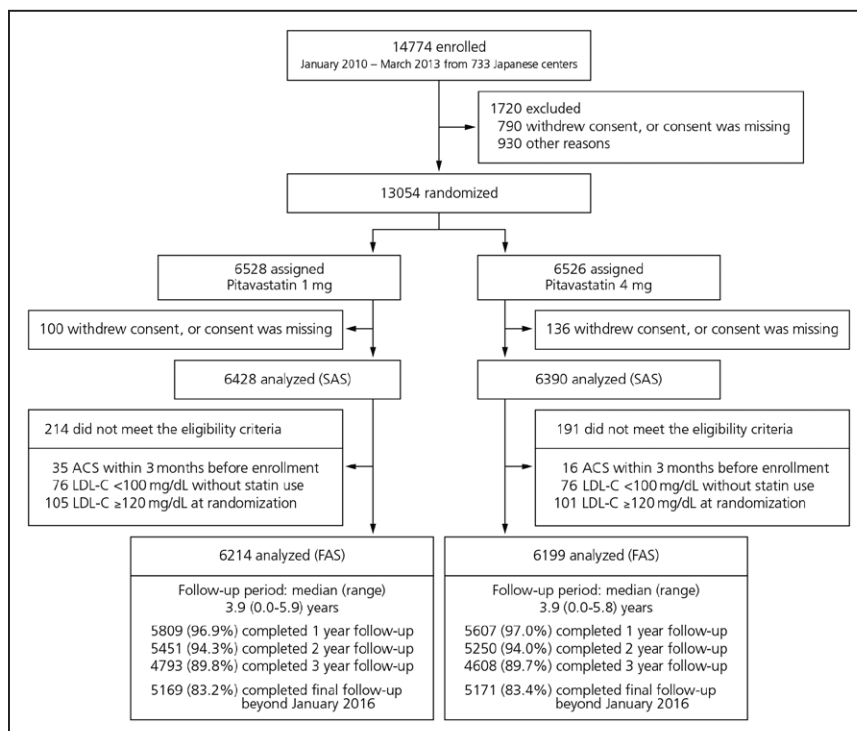 14774 enrolled
January 2010 – March 2013 from 733 Japanese centers
1720 excluded
790 withdrew consent, or consent was missing
930 other reasons
13054 randomized
6528 assigned
Pitavastatin 1 mg
6526 assigned
Pitavastatin 4 mg
100 withdrew consent, or consent was missing
136 withdrew consent, or consent was missing
6428 analyzed (SAS)
6390 analyzed (SAS)
214 did not meet the eligibility criteria
35 ACS within 3 months before enrollment
76 LDL-C <100 mg/dL without statin use
105 LDL-C ≥120 mg/dL at randomization
191 did not meet the eligibility criteria
16 ACS within 3 months before enrollment
76 LDL-C <100 mg/dL without statin use
101 LDL-C ≥120 mg/dL at randomization
6214 analyzed (FAS)
Follow-up period: median (range)
3.9 (0.0-5.9) years
5809 (96.9%) completed 1 year follow-up
5451 (94.3%) completed 2 year follow-up
4793 (89.8%) completed 3 year follow-up
5169 (83.2%) completed final follow-up
beyond January 2016
6199 analyzed (FAS)
Follow-up period: median (range)
3.9 (0.0-5.8) years
5607 (97.0%) completed 1 year follow-up
5250 (94.0%) completed 2 year follow-up
4608 (89.7%) completed 3 year follow-up
5171 (83.4%) completed final follow-up
beyond January 2016